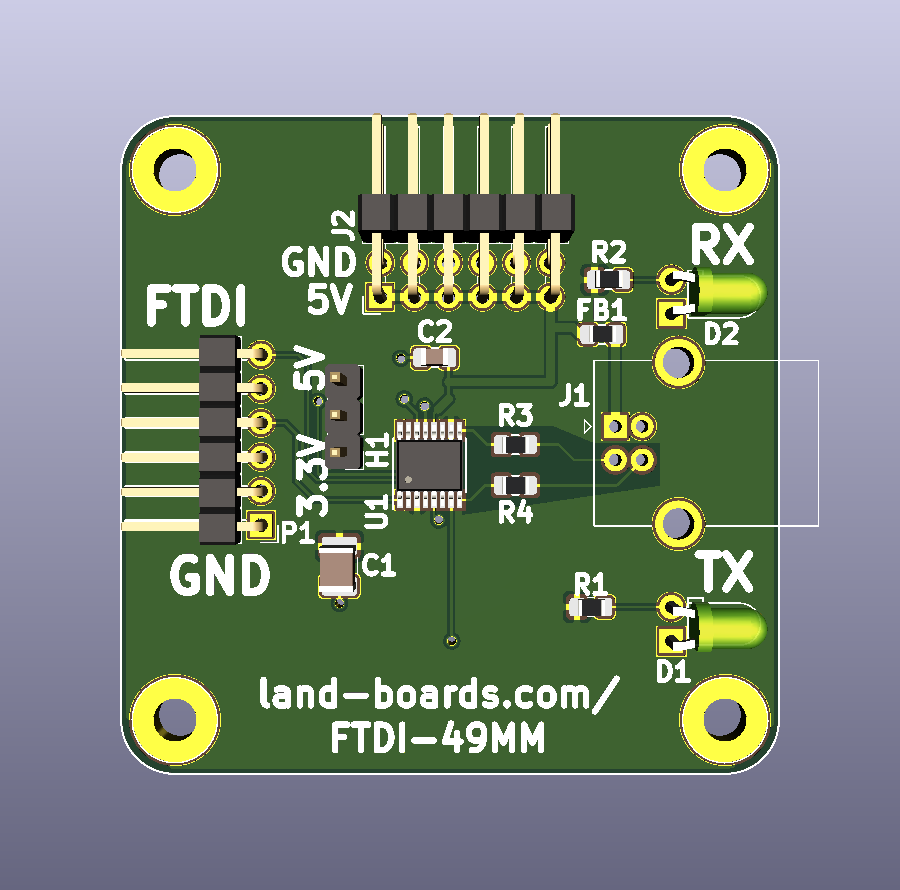 J2
RX
R2
GND
5V
FTDI
FB1
D2
C2
5V
J1
R3
H1
3.3V
U1
R4
P1
GND
C1
TX
R1
D1
land-boards.com/
FTDI-49MM